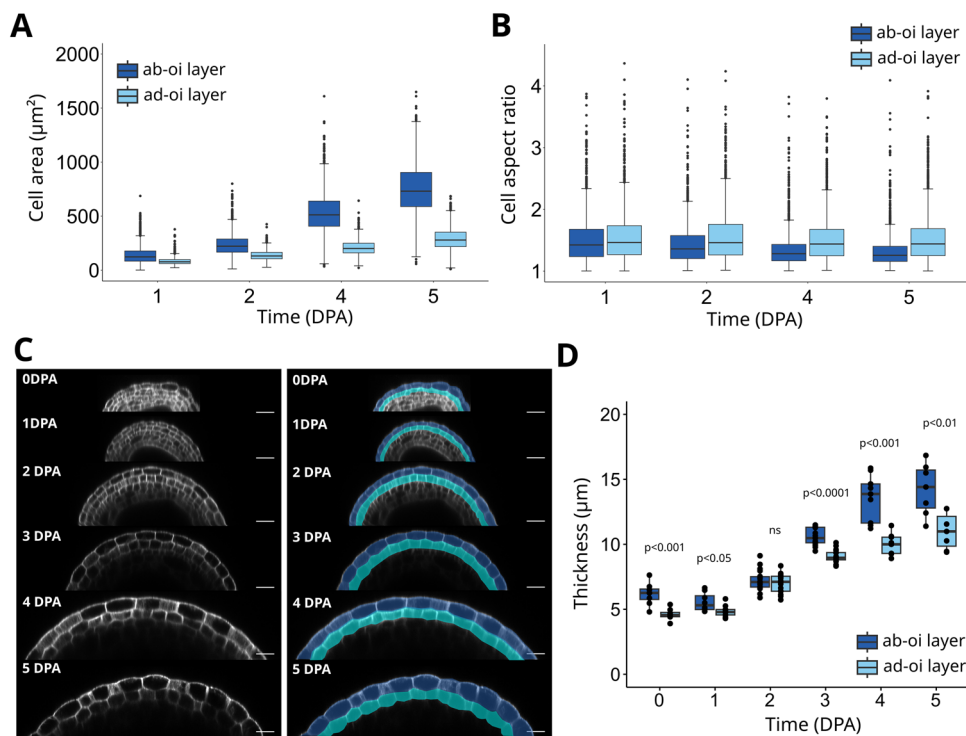 A
2000
1500
1000
500
0
Cell area (µm²)
ab-oi layer
ad-oi layer
1 2 4 5
Time (DPA)
B
4
3
2
1
Cell aspect ratio
ab-oi layer
ad-oi layer
1 2 4 5
Time (DPA)
C
0DPA
1DPA
2 DPA
3 DPA
4 DPA
5 DPA
0DPA
1DPA
2 DPA
3 DPA
4 DPA
5 DPA
D
20
15
10
5
0
Thickness (µm)
p<0.001
p<0.05
ns
p<0.0001
p<0.001
p<0.01
ab-oi layer
ad-oi layer
0 1 2 3 4 5
Time (DPA)